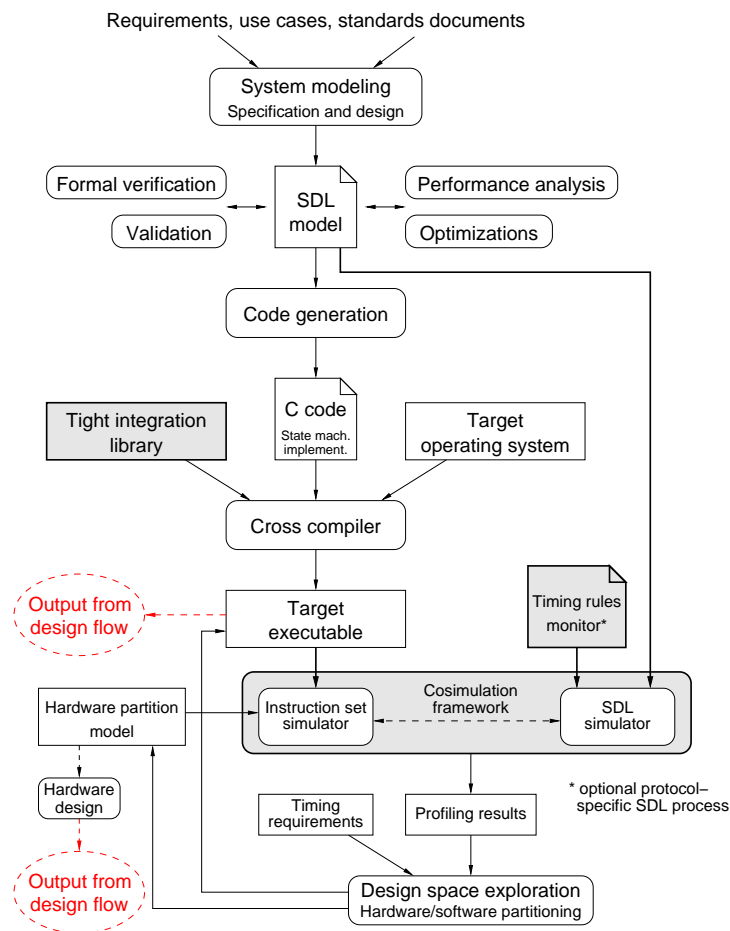 Requirements, use cases, standards documents
System modeling
Specification and design
Formal verification
Validation
SDL
model
Performance analysis
Optimizations
Code generation
Tight integration
library
C code
State mach.
implement.
Target
operating system
Cross compiler
Output from
design flow
Target
executable
Timing rules
monitor*
Hardware partition
model
Instruction set
simulator
Cosimulation
framework
SDL
simulator
Hardware
design
Timing
requirements
Profiling results
* optional protocol–
specific SDL process
Output from
design flow
Design space exploration
Hardware/software partitioning